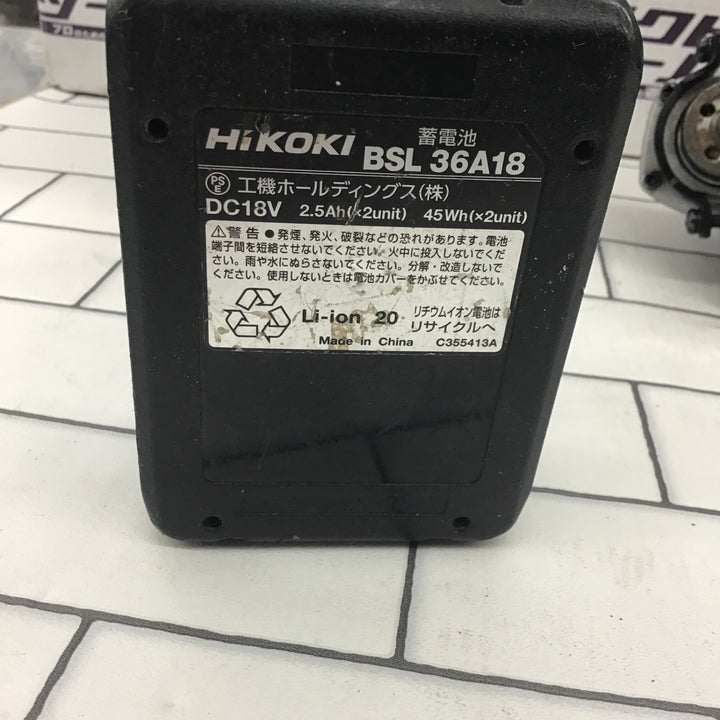 HiKOKI 蓄電池
BSL 36A18
PS E 工機ホールディングス(株)
DC18V 2.5Ah(×2unit) 45Wh(×2unit)
⚠警告 ●発煙、発火、破裂などの恐れがあります。電池
端子間を短絡させないでください。火中に投入しないでくだ
さい。雨や水にぬらさないでください。分解・改造しないで
ください。使用しないときは電池カバーをかぶせてください。
Li-ion 20 リチウムイオン電池は
リサイクルへ
Made in China C355413A